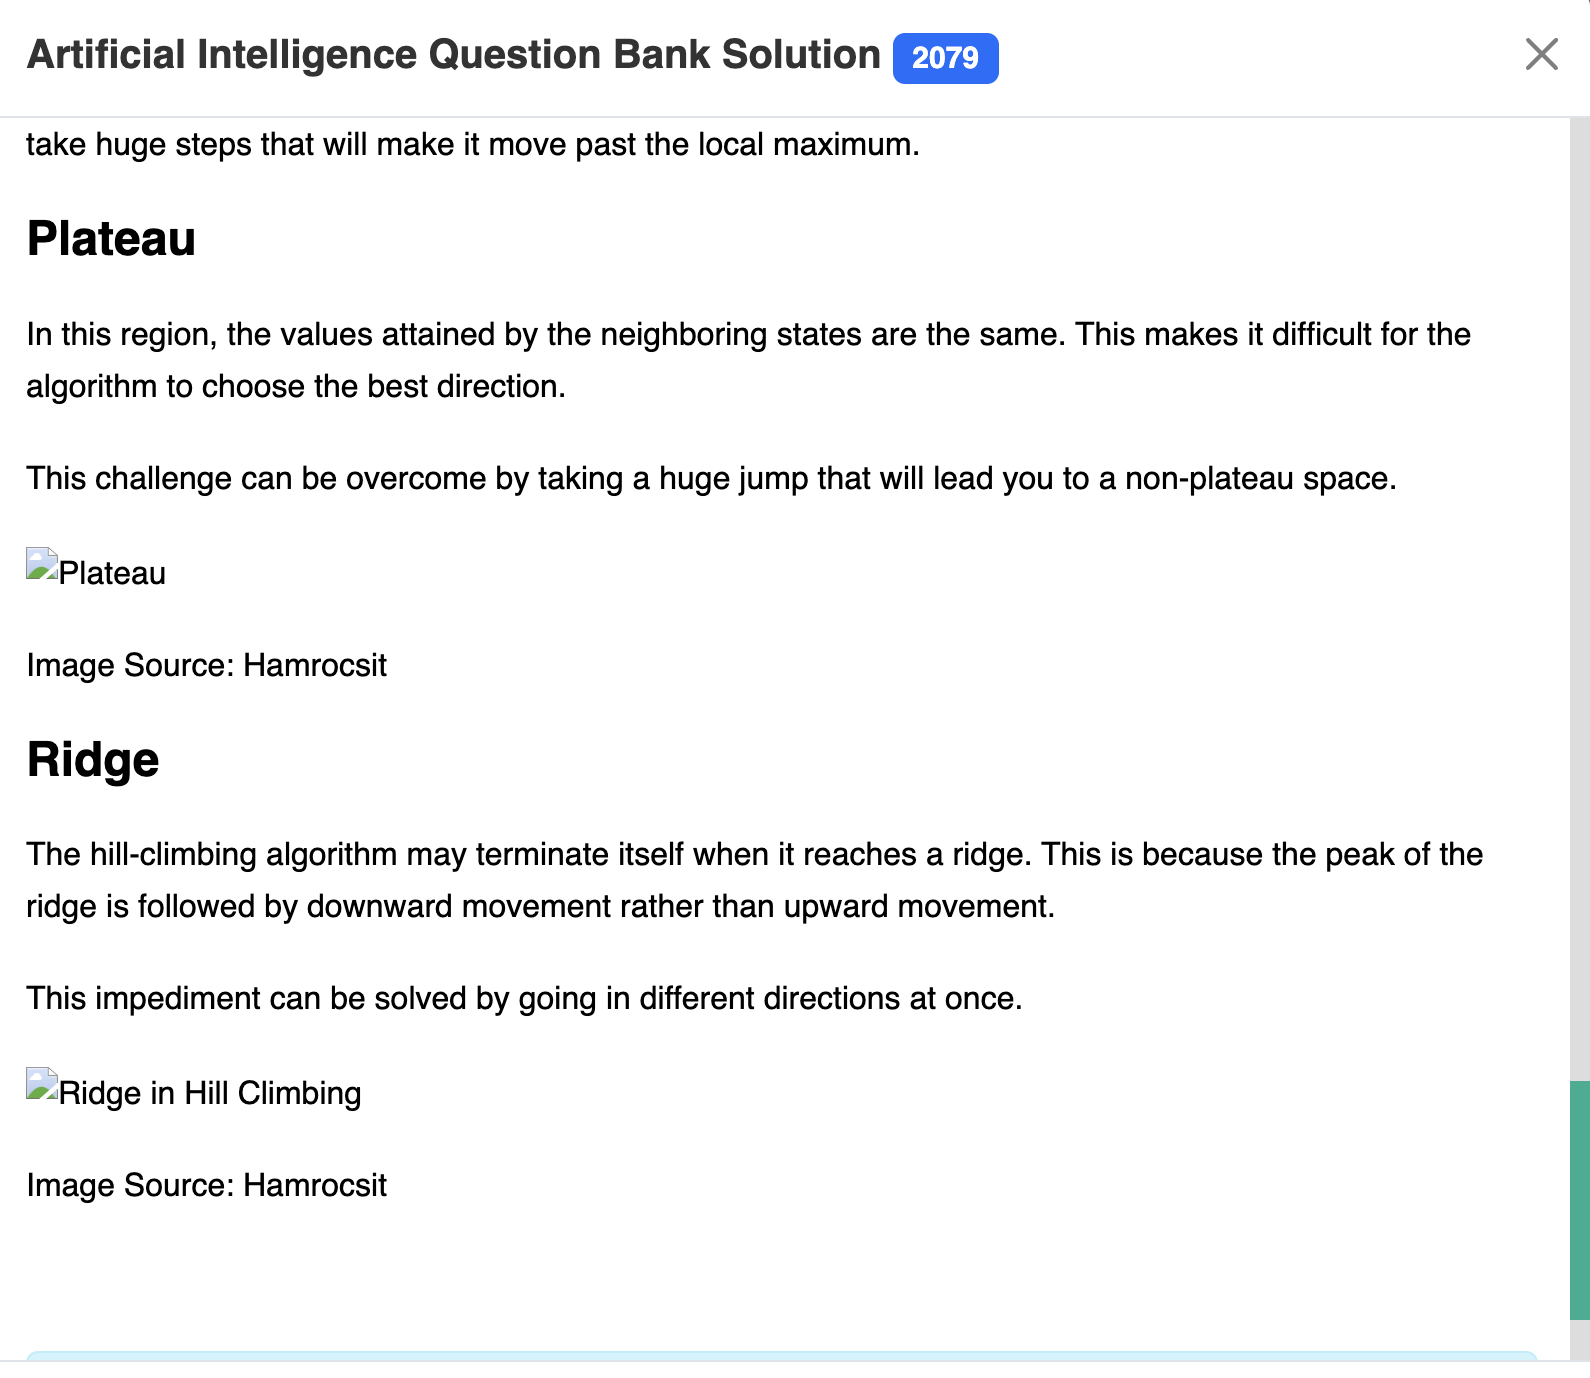 Artificial Intelligence Question Bank Solution 2079
take huge steps that will make it move past the local maximum.
Plateau
In this region, the values attained by the neighboring states are the same. This makes it difficult for the
algorithm to choose the best direction.
This challenge can be overcome by taking a huge jump that will lead you to a non-plateau space.
Plateau
Image Source: Hamrocsit
Ridge
The hill-climbing algorithm may terminate itself when it reaches a ridge. This is because the peak of the
ridge is followed by downward movement rather than upward movement.
This impediment can be solved by going in different directions at once.
Ridge in Hill Climbing
Image Source: Hamrocsit